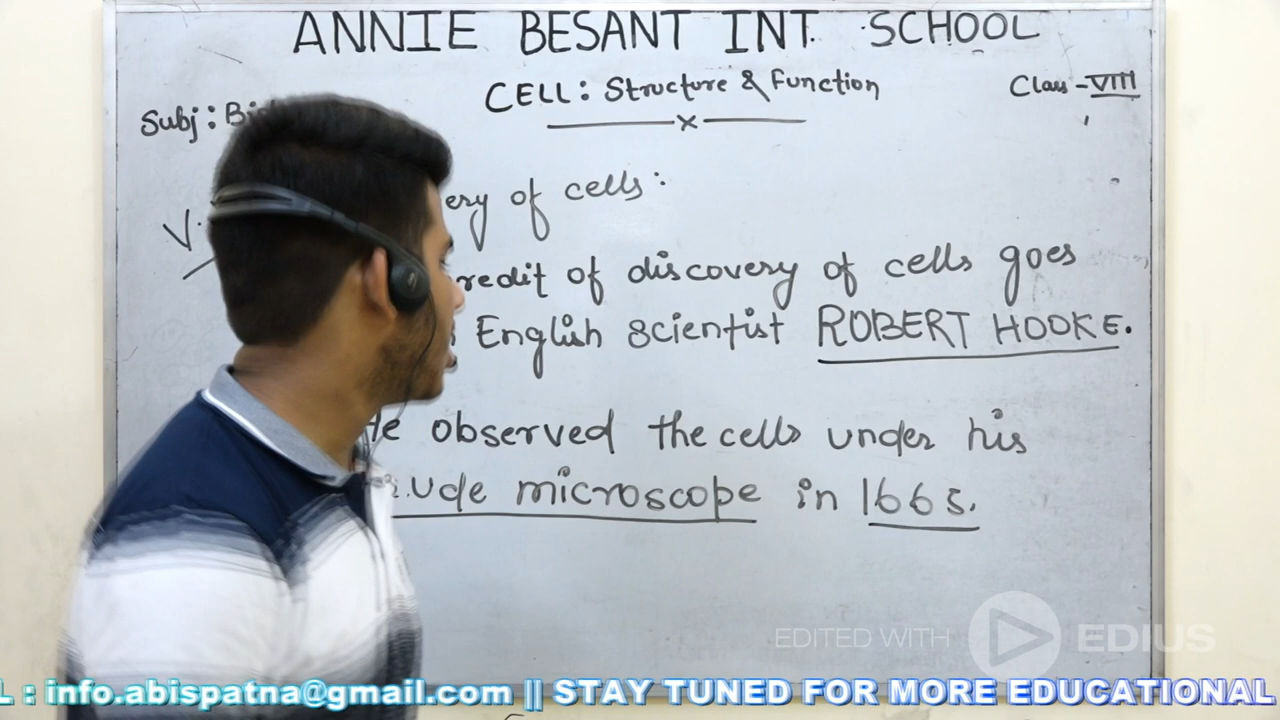 ANNIE BESANT INT. SCHOOL
CELL: Structure & Function
Class - VIII
Subj: Bi
V.
ery of cells:
redit of discovery of cells goes
English scientist ROBERT HOOKE.
He observed the cells under his
ude microscope in 1665.
EDITED WITH EDIUS
L : info.abispatna@gmail.com || STAY TUNED FOR MORE EDUCATIONAL